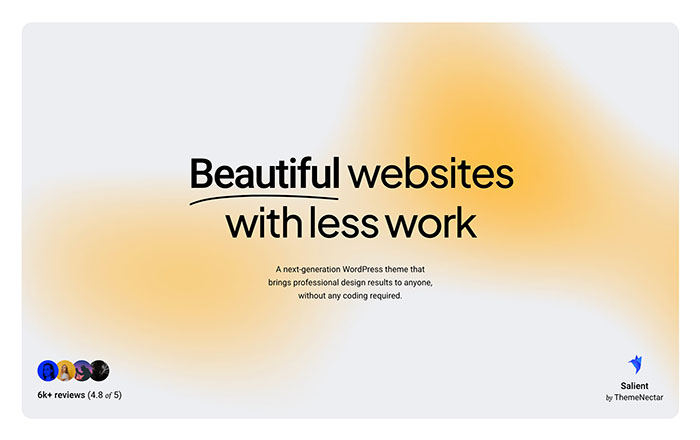 Beautiful websites
with less work
A next-generation WordPress theme that
brings professional design results to anyone,
without any coding required.
6k+ reviews (4.8 of 5)
Salient
by ThemeNectar